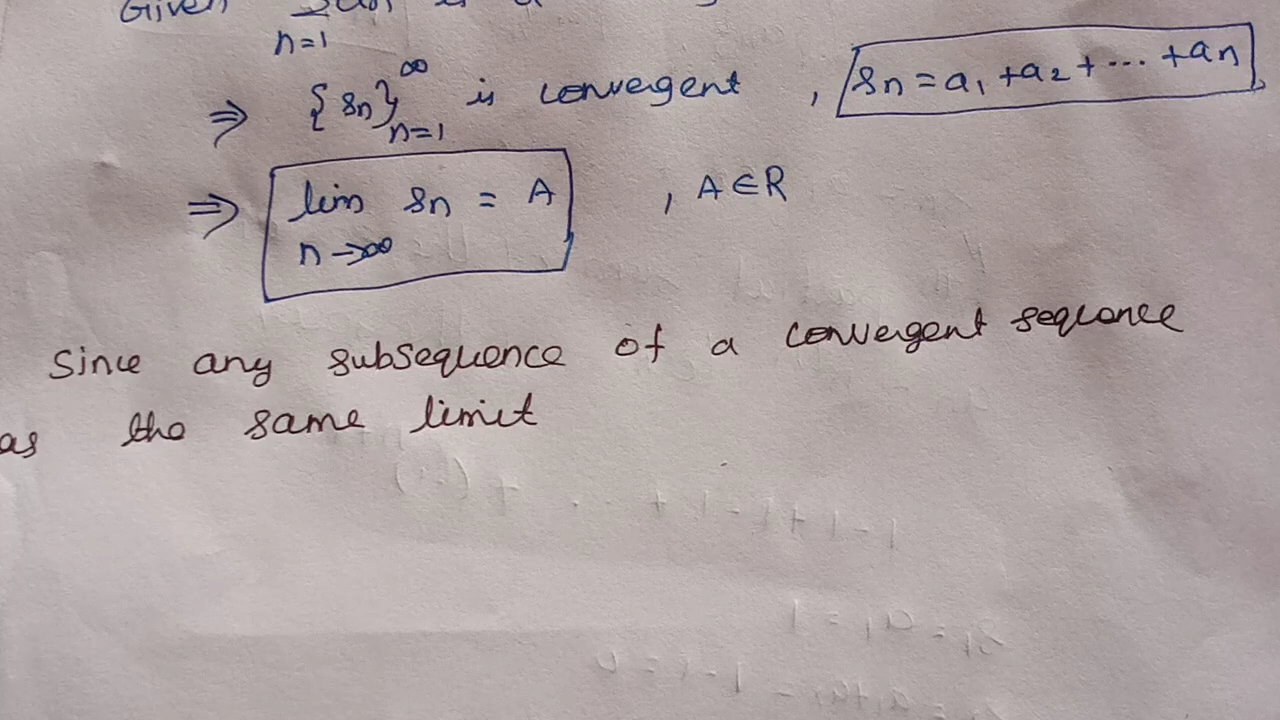 Given
n=1
⇒ {sn}∞n=1 is convergent , sn = a1 + a2 + ... + an
⇒ lim sn = A , A ∈ R
n→∞
Since any subsequence of a convergent sequence
as the same limit